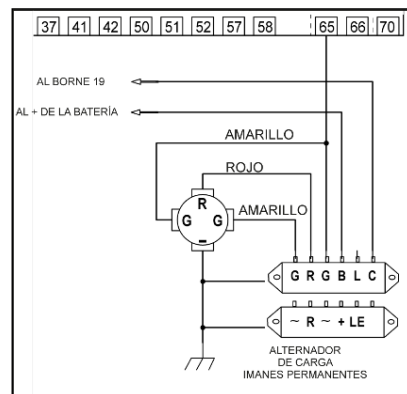 37 41 42 50 51 52 57 58 65 66 70
AL BORNE 19
AL + DE LA BATERÍA
AMARILLO
ROJO
AMARILLO
R
G G
–
G R G B L C
~ R ~ + LE
ALTERNADOR
DE CARGA
IMANES PERMANENTES